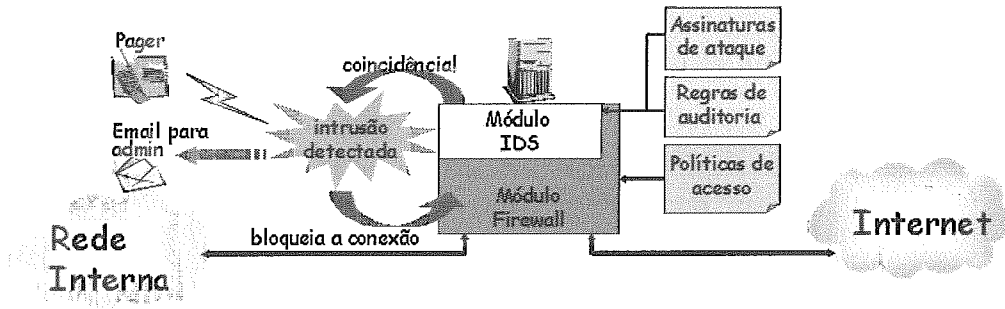 Pager
coincidência!
Assinaturas
de ataque
Email para
admin
intrusão
detectada
Módulo
IDS
Regras de
auditoria
Módulo
Firewall
Políticas de
acesso
Rede
Interna
bloqueia a conexão
Internet